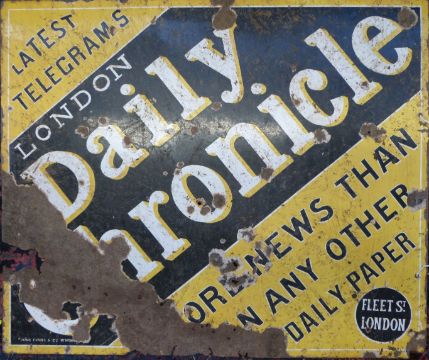 LATEST
TELEGRAMS
LONDON
Daily
hronicle
ORE NEWS THAN
N ANY OTHER
DAILY PAPER
FLEET ST
LONDON